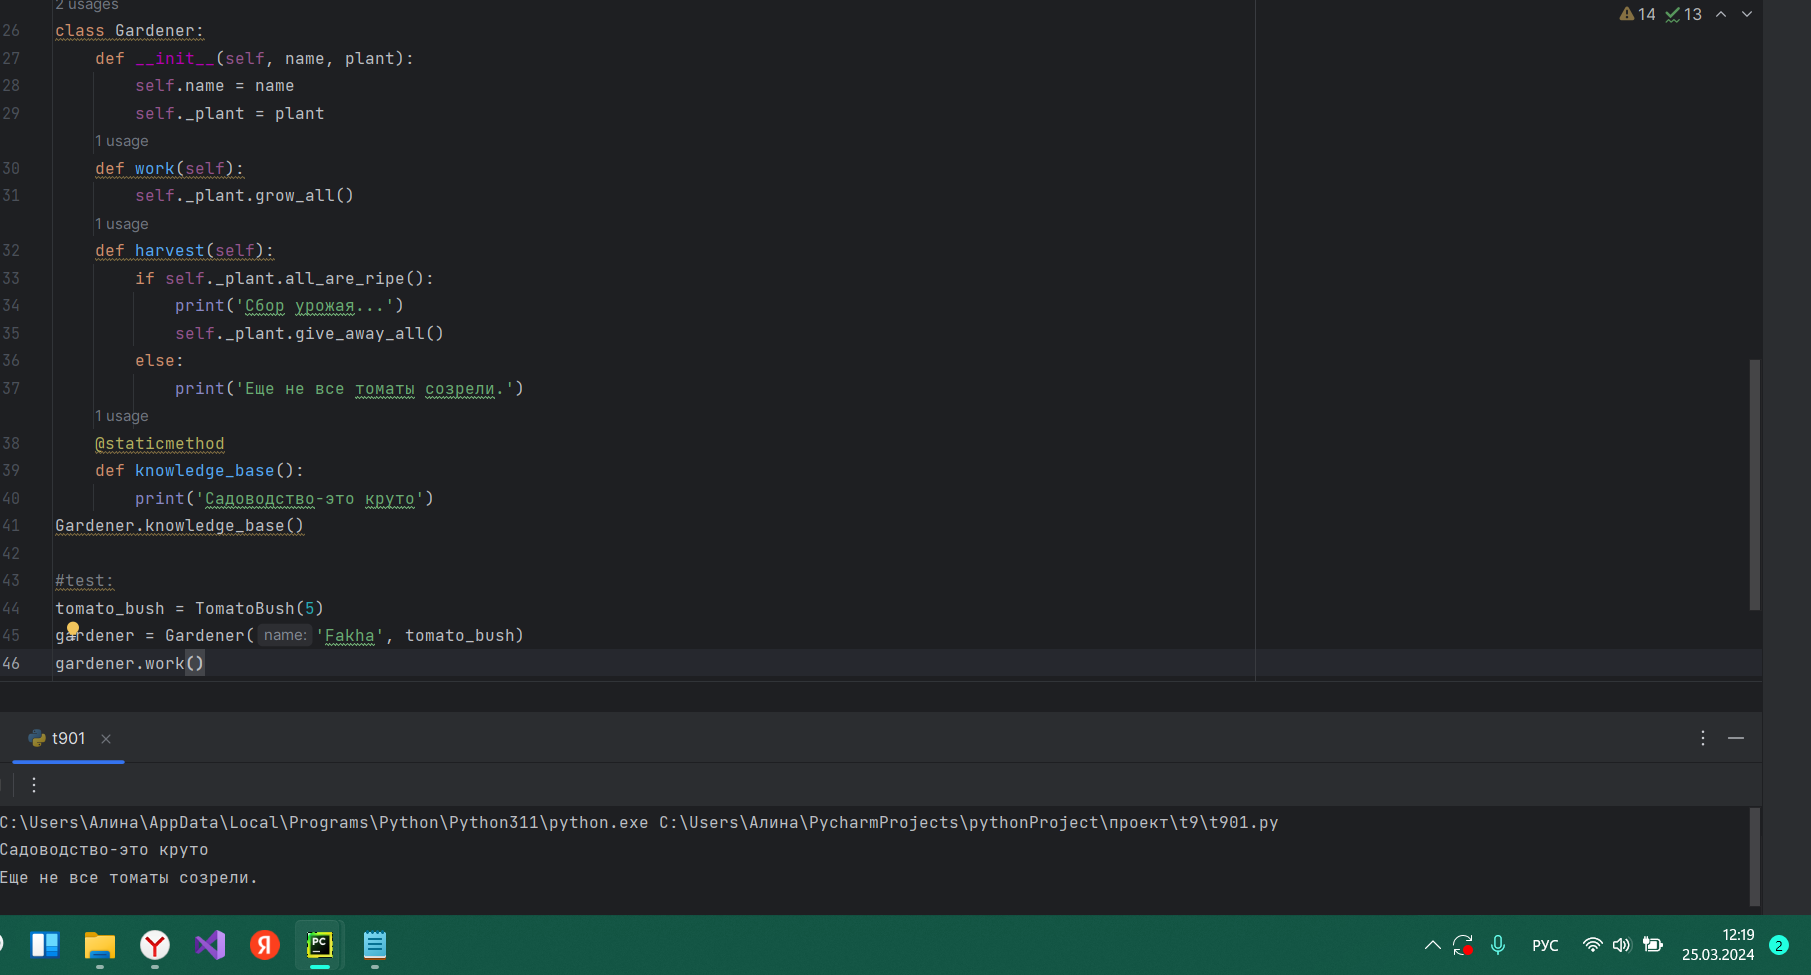 2 usages
14 13
26 class Gardener:
27 def __init__(self, name, plant):
28 self.name = name
29 self._plant = plant
1 usage
30 def work(self):
31 self._plant.grow_all()
1 usage
32 def harvest(self):
33 if self._plant.all_are_ripe():
34 print('Сбор урожая...')
35 self._plant.give_away_all()
36 else:
37 print('Еще не все томаты созрели.')
1 usage
38 @staticmethod
39 def knowledge_base():
40 print('Садоводство-это круто')
41 Gardener.knowledge_base()
42
43 #test:
44 tomato_bush = TomatoBush(5)
45 gardener = Gardener( name: 'Fakha', tomato_bush)
46 gardener.work()
t901
C:\Users\Алина\AppData\Local\Programs\Python\Python311\python.exe C:\Users\Алина\PycharmProjects\pythonProject\проект\t9\t901.py
Садоводство-это круто
Еще не все томаты созрели.
Я
PC
РУС
12:19
25.03.2024
2